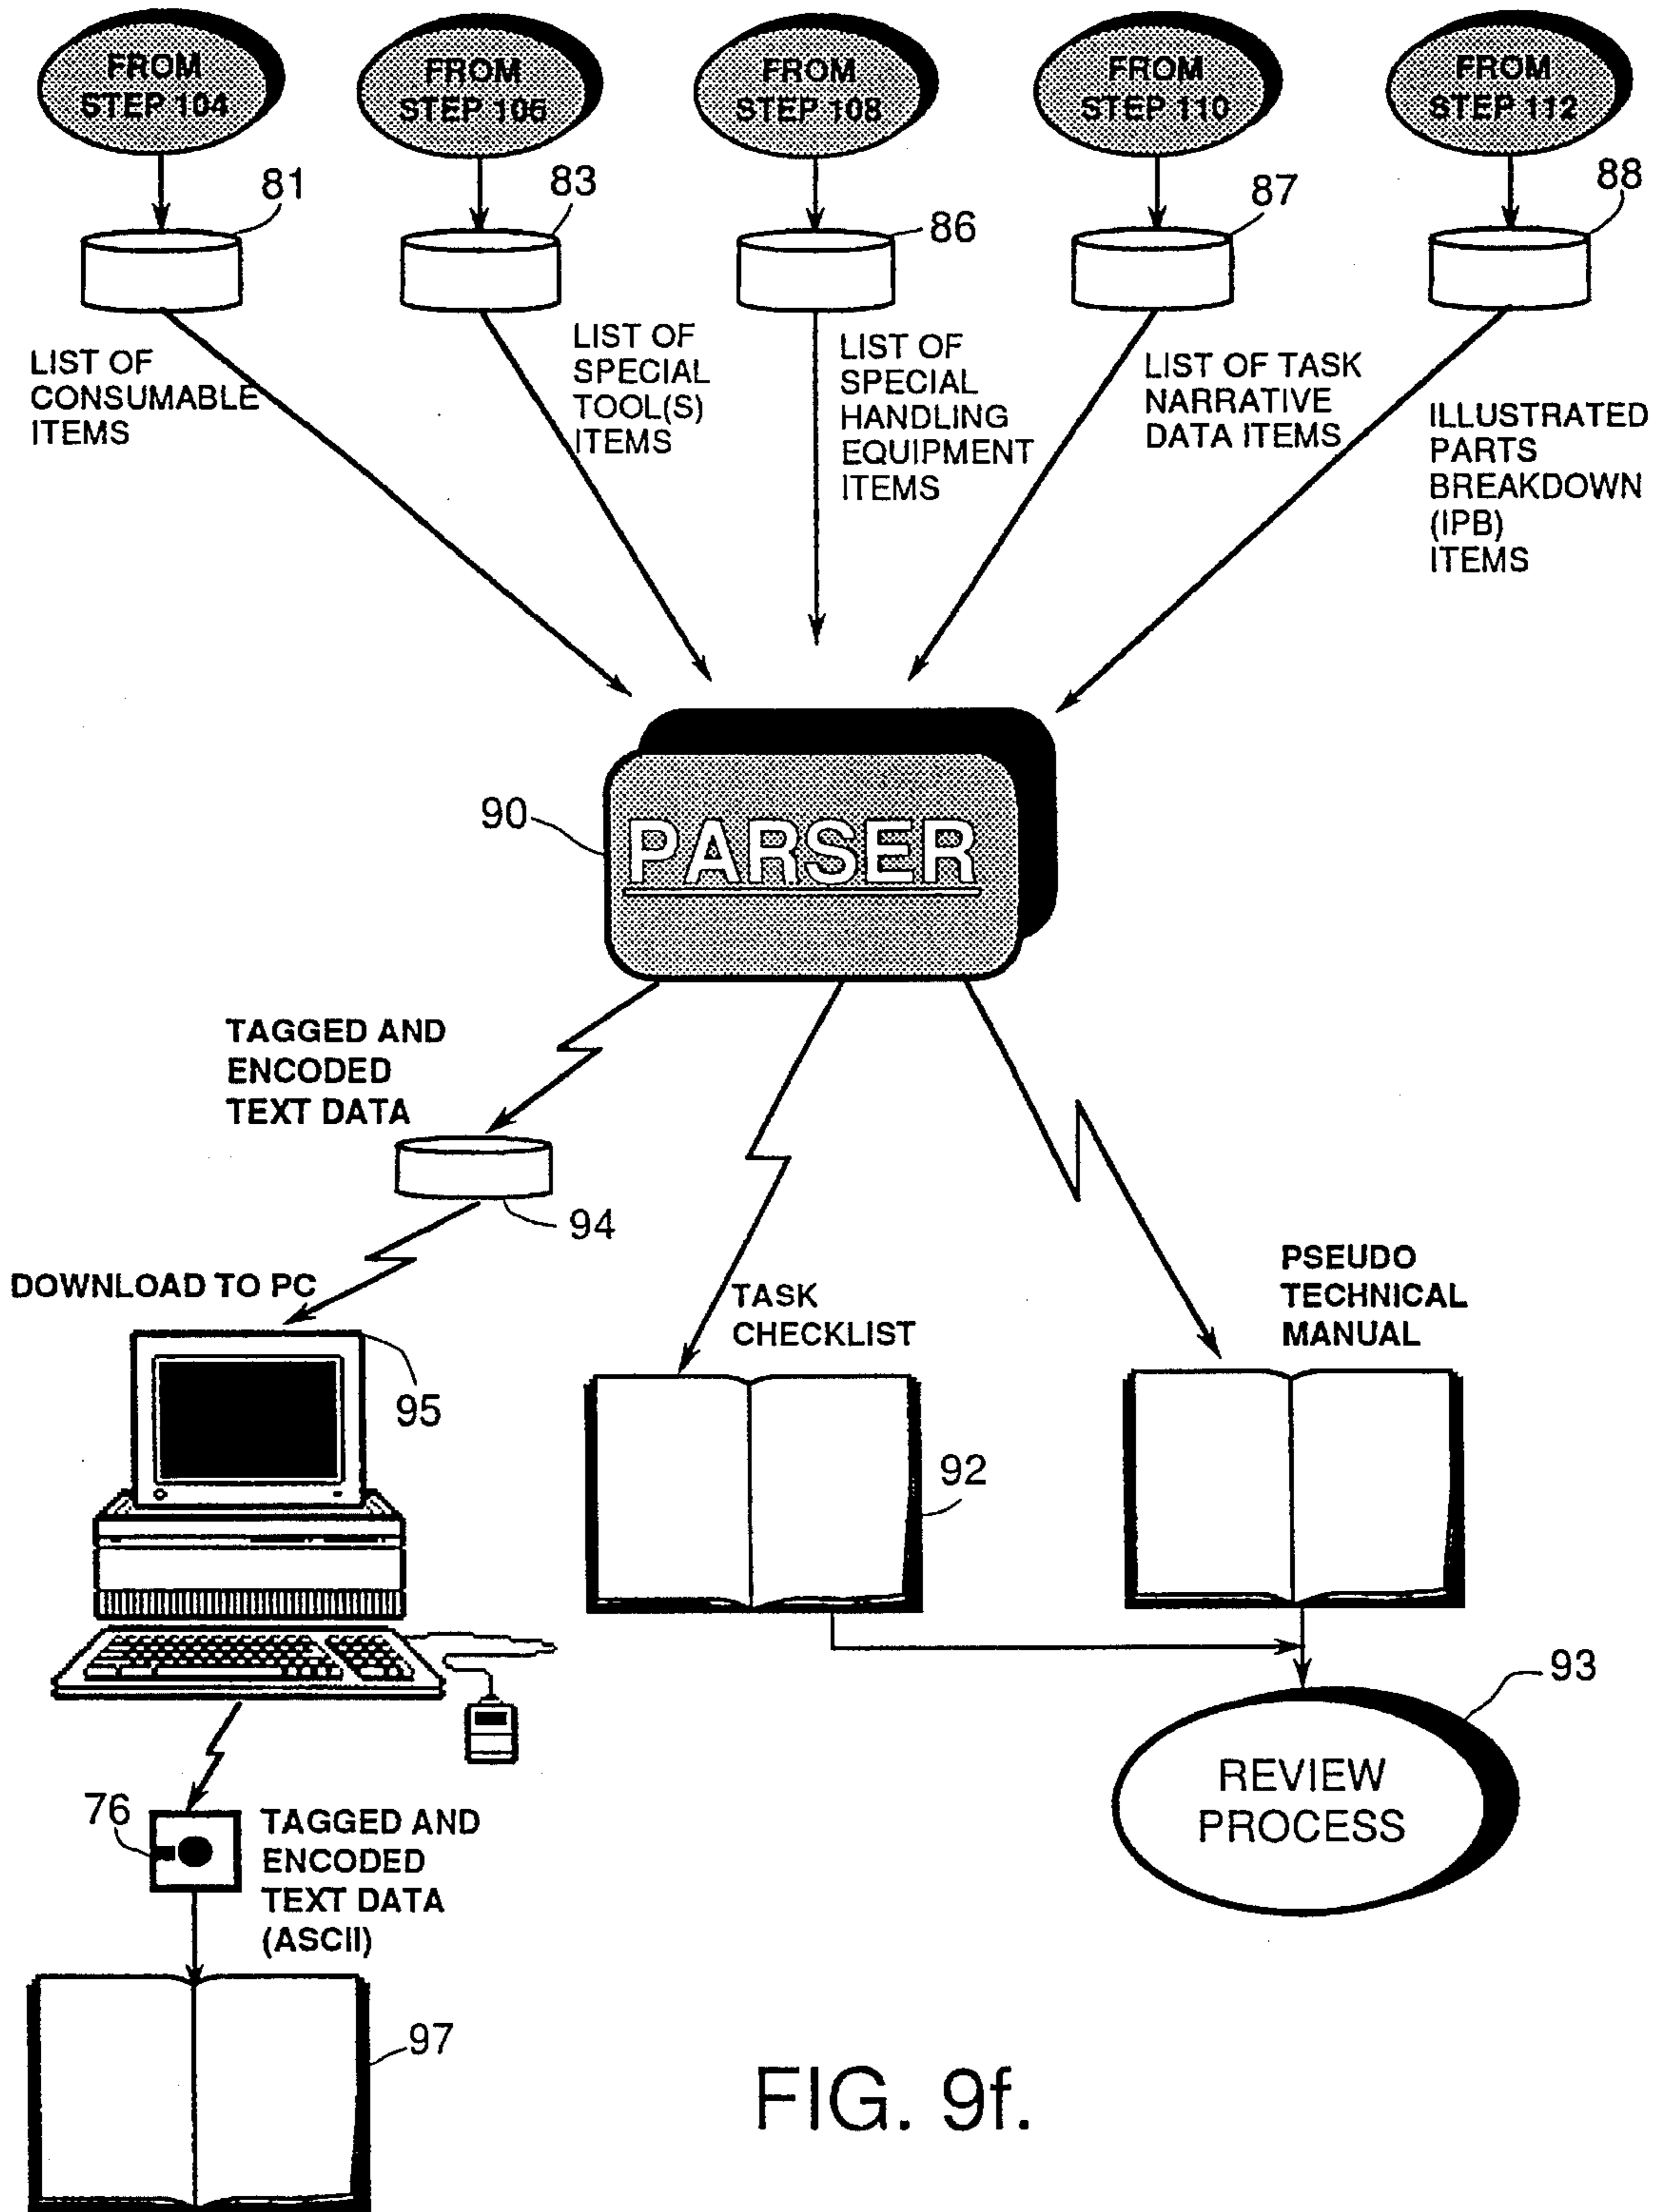 FROM
STEP 104
FROM
STEP 106
FROM
STEP 108
FROM
STEP 110
FROM
STEP 112
81
83
86
87
88
LIST OF
CONSUMABLE
ITEMS
LIST OF
SPECIAL
TOOL(S)
ITEMS
LIST OF
SPECIAL
HANDLING
EQUIPMENT
ITEMS
LIST OF TASK
NARRATIVE
DATA ITEMS
ILLUSTRATED
PARTS
BREAKDOWN
(IPB)
ITEMS
90
PARSER
TAGGED AND
ENCODED
TEXT DATA
94
DOWNLOAD TO PC
95
TASK
CHECKLIST
92
PSEUDO
TECHNICAL
MANUAL
93
REVIEW
PROCESS
76
TAGGED AND
ENCODED
TEXT DATA
(ASCII)
97
FIG. 9f.